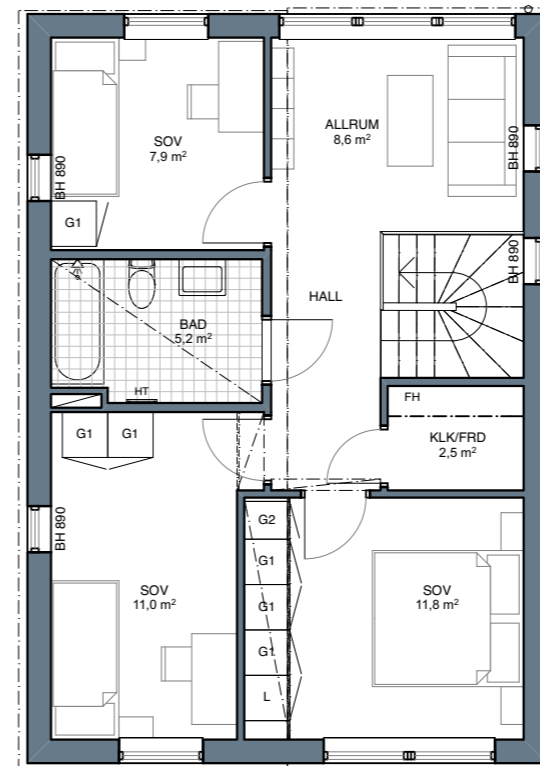 ALLRUM
8,6 m²
SOV
7,9 m²
BH 890
BH 890
G1
BH 890
HALL
BAD
5,2 m²
HT
FH
KLK/FRD
2,5 m²
G1 G1
BH 890
G2
G1
G1
G1
L
SOV
11,0 m²
SOV
11,8 m²